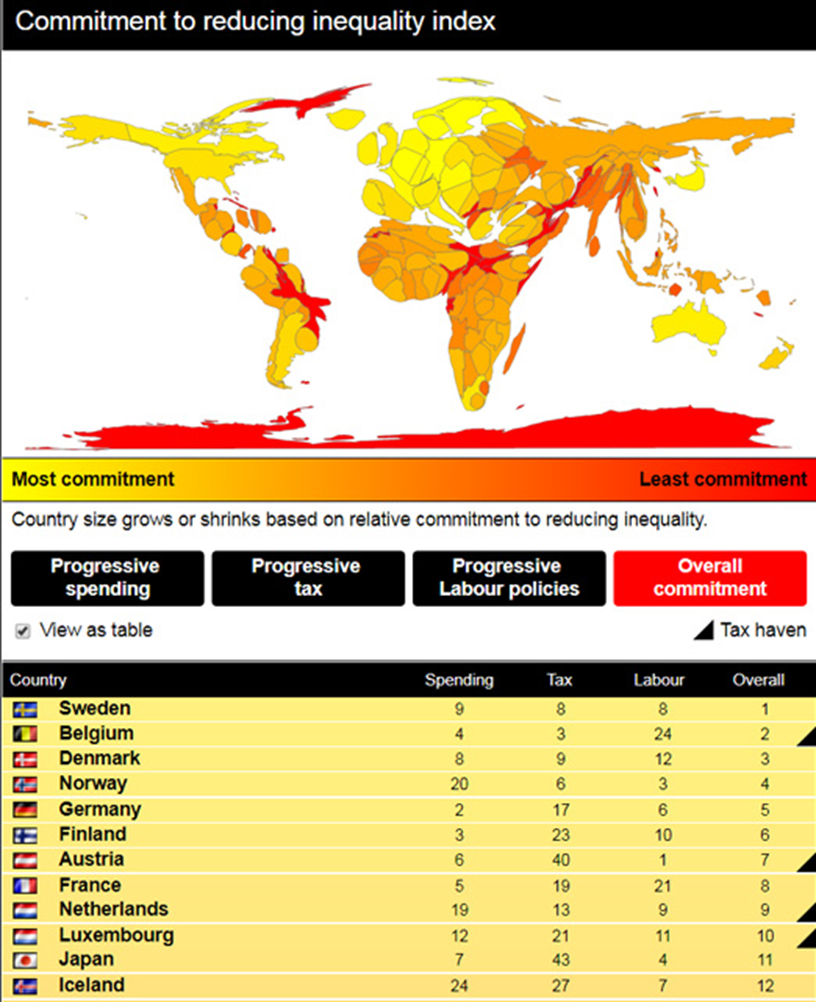 Commitment to reducing inequality index
Most commitment Least commitment
Country size grows or shrinks based on relative commitment to reducing inequality.
Progressive spending Progressive tax Progressive Labour policies Overall commitment
View as table Tax haven
Country Spending Tax Labour Overall
Sweden 9 8 8 1
Belgium 4 3 24 2
Denmark 8 9 12 3
Norway 20 6 3 4
Germany 2 17 6 5
Finland 3 23 10 6
Austria 6 40 1 7
France 5 19 21 8
Netherlands 19 13 9 9
Luxembourg 12 21 11 10
Japan 7 43 4 11
Iceland 24 27 7 12